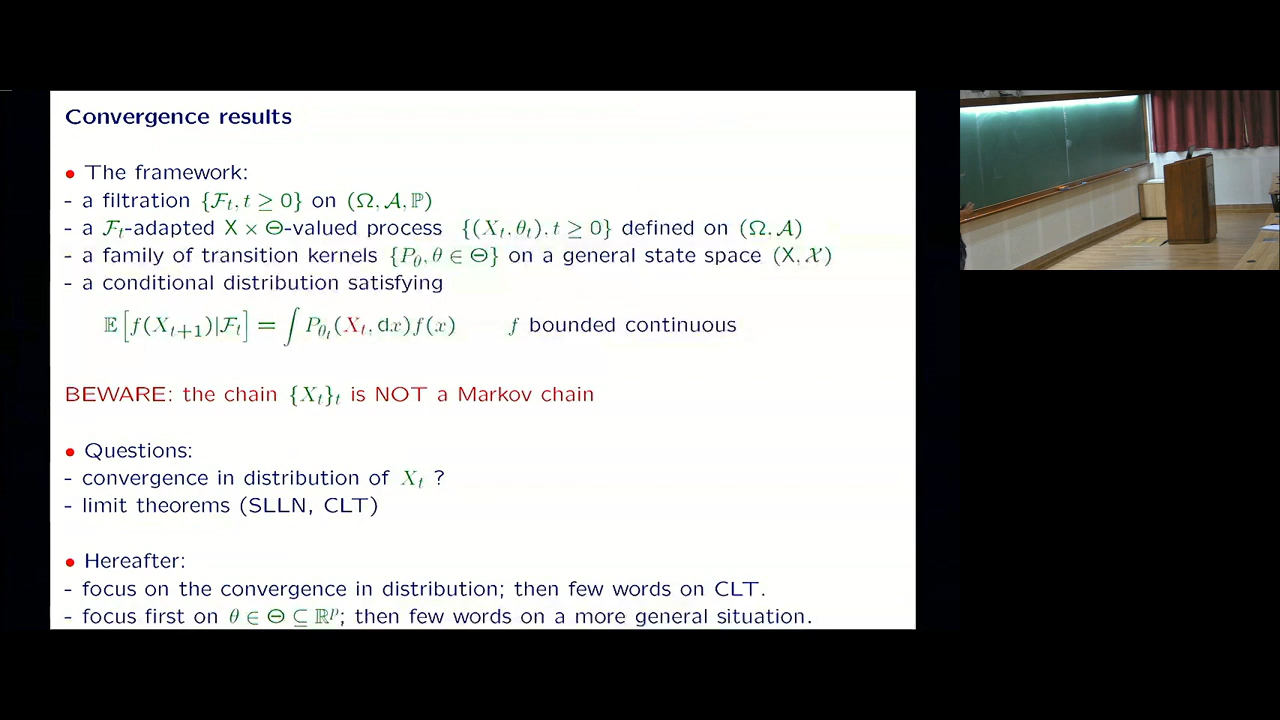 Convergence results
• The framework:
- a filtration {ℱ_t, t ≥ 0} on (Ω, 𝒜, ℙ)
- a ℱ_t-adapted X × Θ-valued process {(X_t, θ_t), t ≥ 0} defined on (Ω, 𝒜)
- a family of transition kernels {P_θ, θ ∈ Θ} on a general state space (X, 𝒳)
- a conditional distribution satisfying
𝔼[f(X_{t+1})|ℱ_t] = ∫ P_{θ_t}(X_t, dx)f(x) f bounded continuous
BEWARE: the chain {X_t}_t is NOT a Markov chain
• Questions:
- convergence in distribution of X_t ?
- limit theorems (SLLN, CLT)
• Hereafter:
- focus on the convergence in distribution; then few words on CLT.
- focus first on θ ∈ Θ ⊆ ℝ^p; then few words on a more general situation.